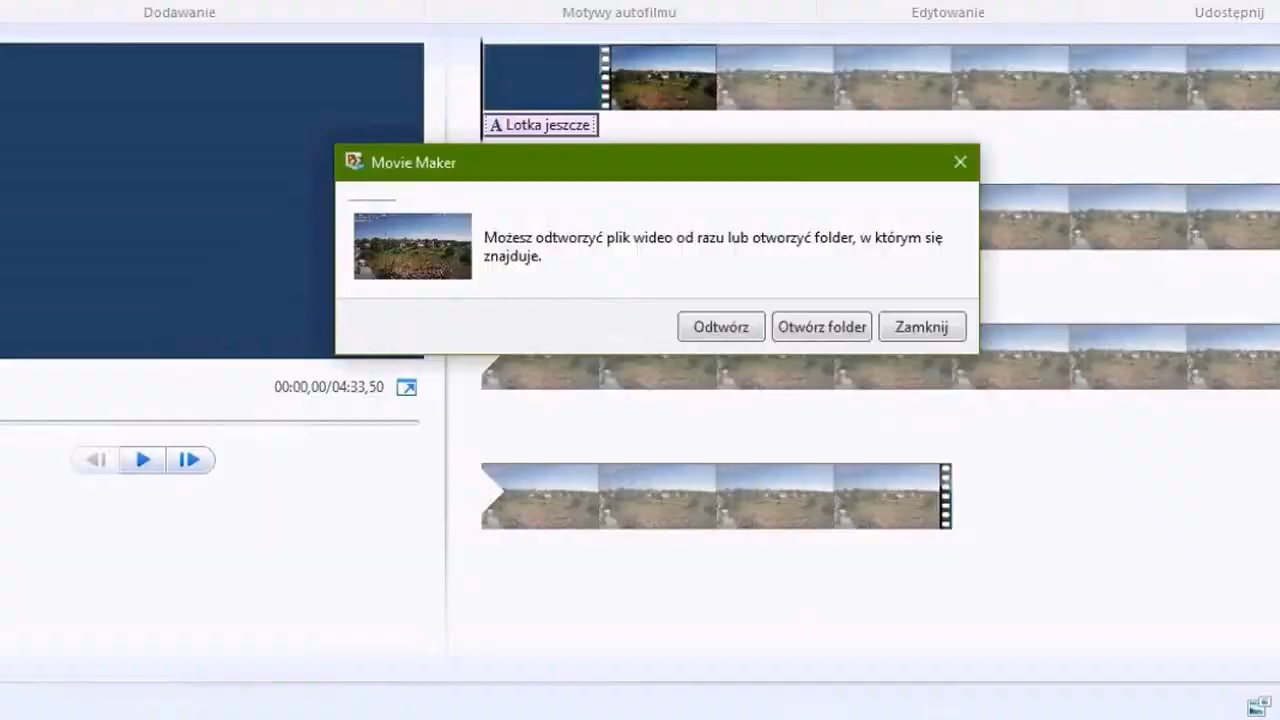 Dodawanie
Motywy autofilmu
Edytowanie
Udostępnij
A Lotka jeszcze
Movie Maker
Możesz odtworzyć plik wideo od razu lub otworzyć folder, w którym się
znajduje.
Odtwórz
Otwórz folder
Zamknij
00:00,00/04:33,50